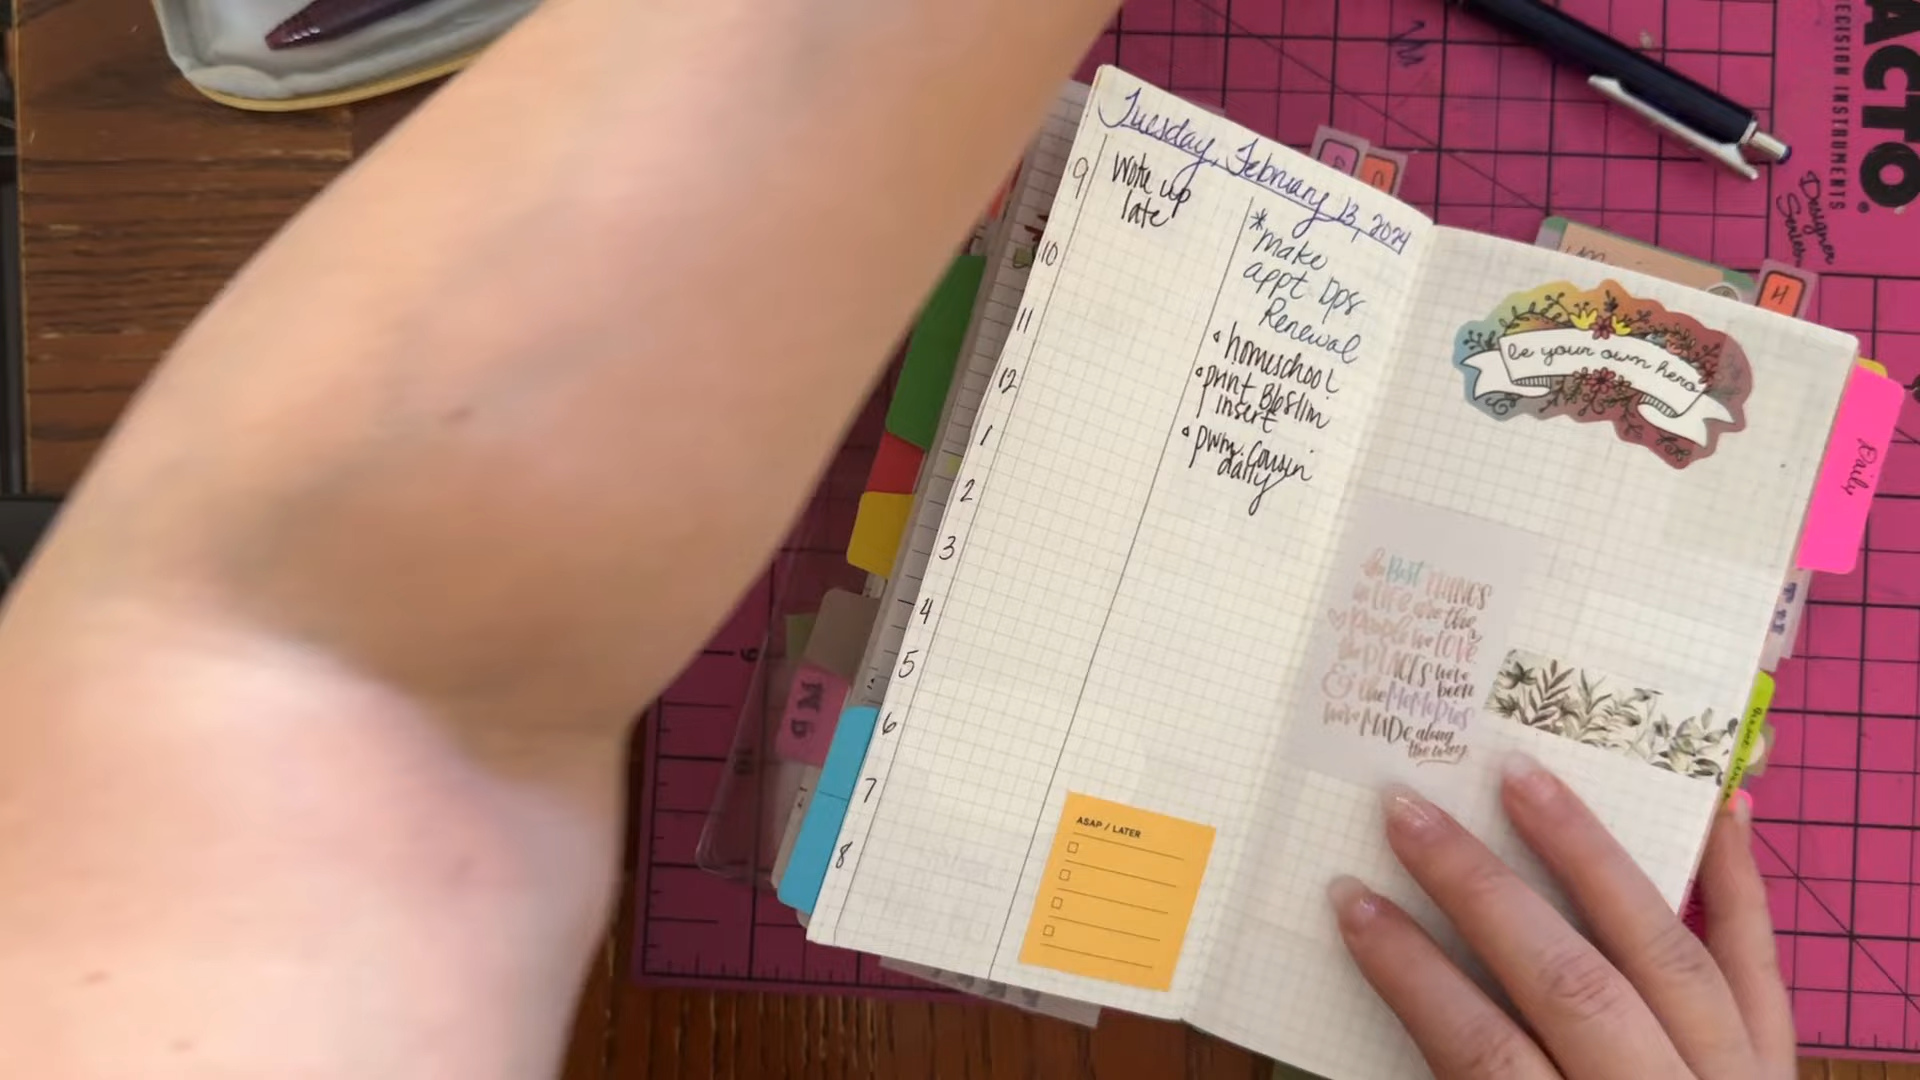 Tuesday, February 13, 2024
9
woke up
late
10
11
12
1
2
3
4
5
6
7
8
*make
appt DPS
Renewal
homeschool
print
insert
daily
ASAP / LATER
be your own hero
the Best THINGS
in LIFE are the
People we LOVE
the PLACES we've
been
& the MeMoRies
we've MADE along
the way
Daily
H
ACTO
PRECISION INSTRUMENTS
Designer
Series